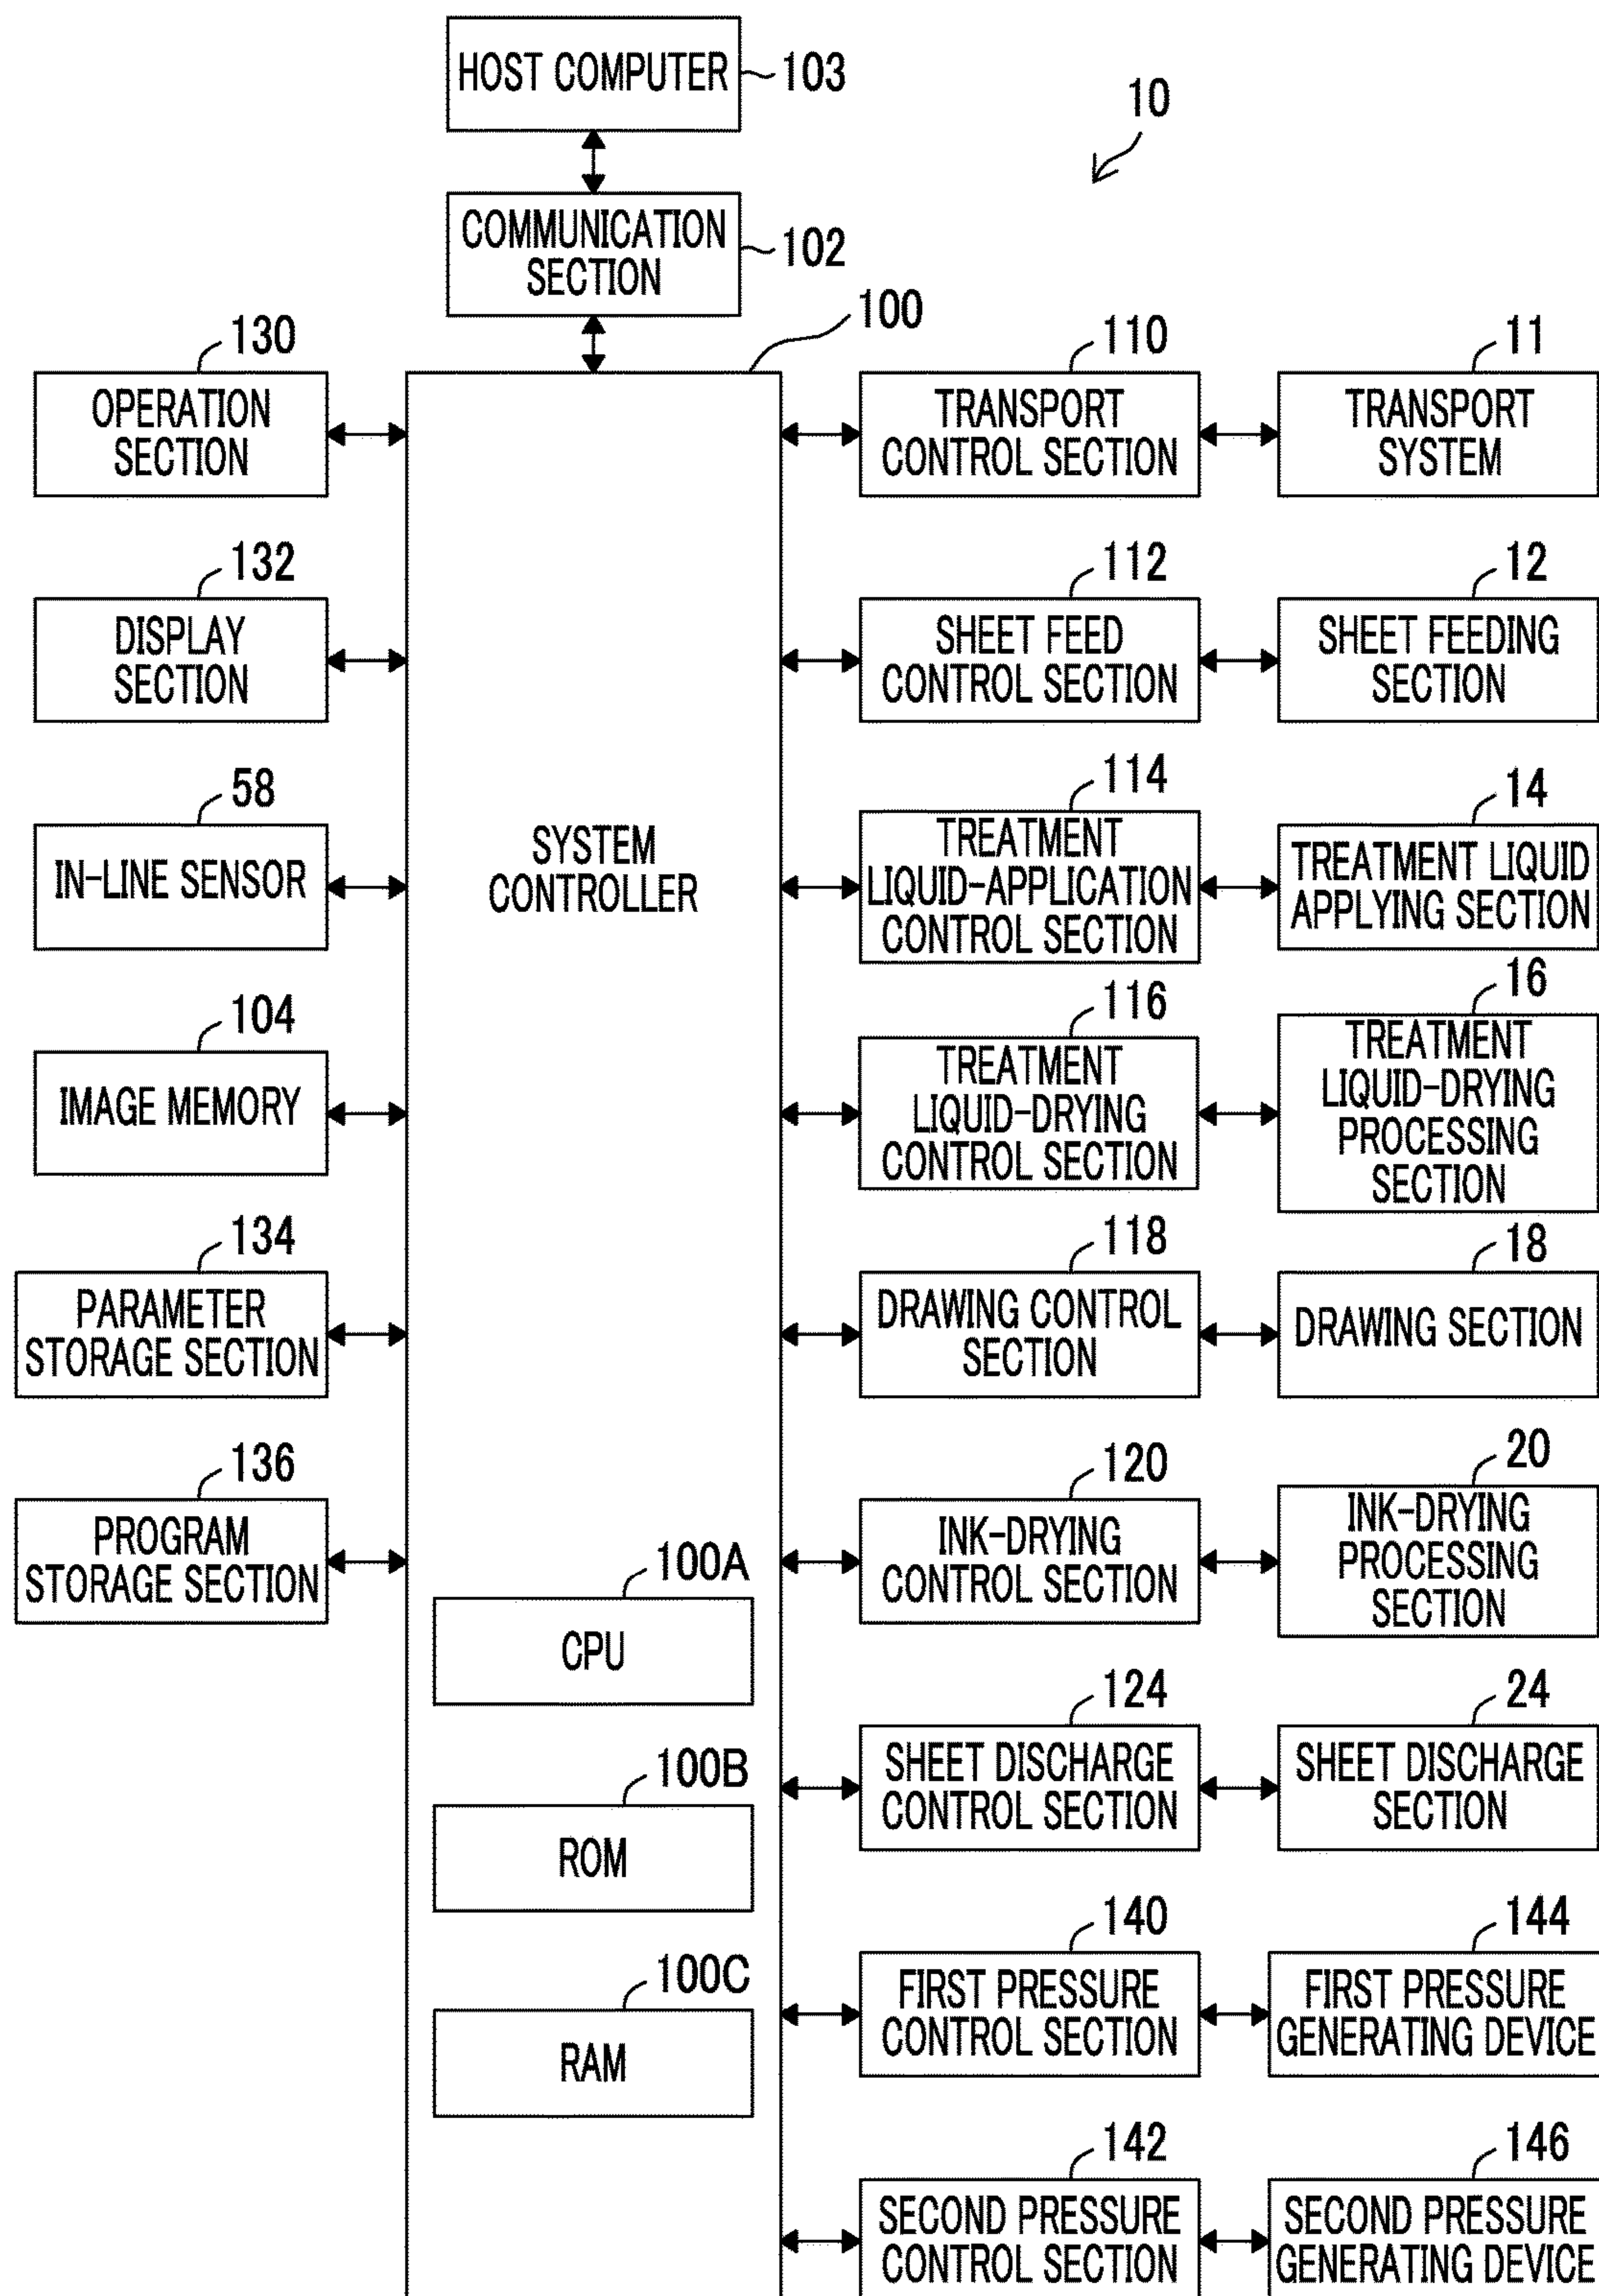 HOST COMPUTER
103
10
COMMUNICATION
SECTION
102
100
130
OPERATION
SECTION
110
TRANSPORT
CONTROL SECTION
11
TRANSPORT
SYSTEM
132
DISPLAY
SECTION
112
SHEET FEED
CONTROL SECTION
12
SHEET FEEDING
SECTION
58
IN-LINE SENSOR
SYSTEM
CONTROLLER
114
TREATMENT
LIQUID-APPLICATION
CONTROL SECTION
14
TREATMENT LIQUID
APPLYING SECTION
104
IMAGE MEMORY
116
TREATMENT
LIQUID-DRYING
CONTROL SECTION
16
TREATMENT
LIQUID-DRYING
PROCESSING
SECTION
134
PARAMETER
STORAGE SECTION
118
DRAWING CONTROL
SECTION
18
DRAWING SECTION
136
PROGRAM
STORAGE SECTION
120
INK-DRYING
CONTROL SECTION
20
INK-DRYING
PROCESSING
SECTION
100A
CPU
124
SHEET DISCHARGE
CONTROL SECTION
24
SHEET DISCHARGE
SECTION
100B
ROM
140
FIRST PRESSURE
CONTROL SECTION
144
FIRST PRESSURE
GENERATING DEVICE
100C
RAM
142
SECOND PRESSURE
CONTROL SECTION
146
SECOND PRESSURE
GENERATING DEVICE